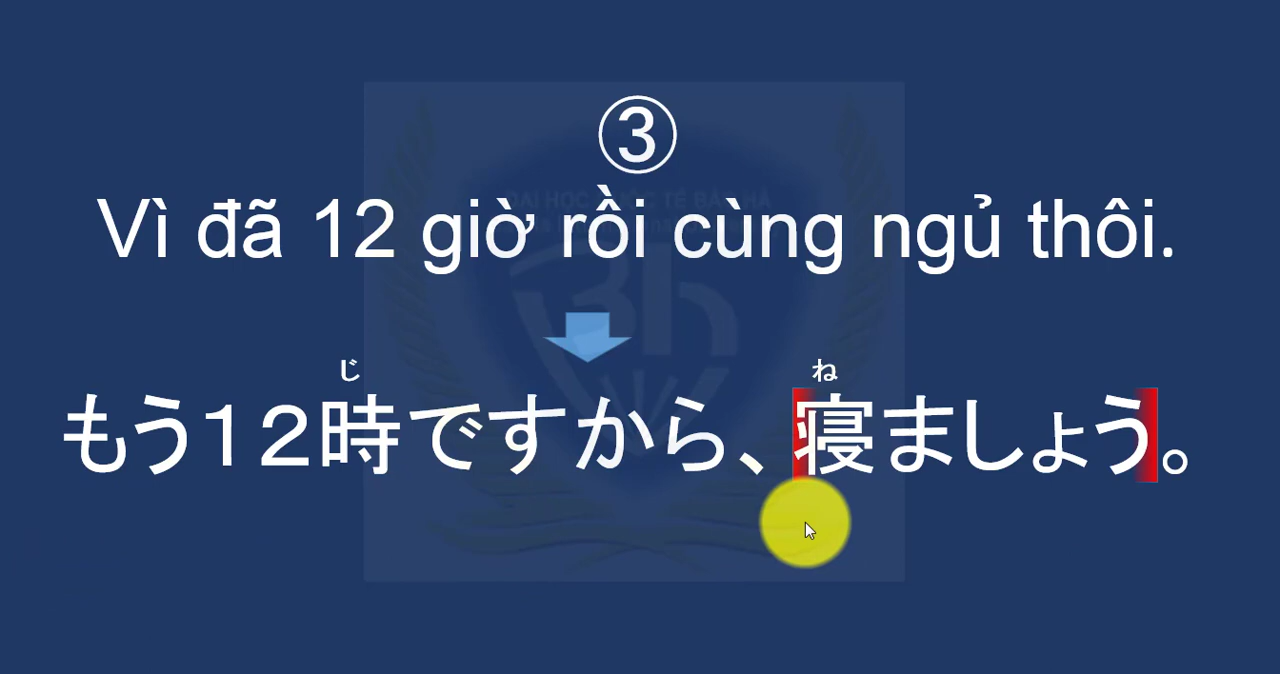 ③
Vì đã 12 giờ rồi cùng ngủ thôi.
じ ね
もう１２時ですから、寝ましょう。